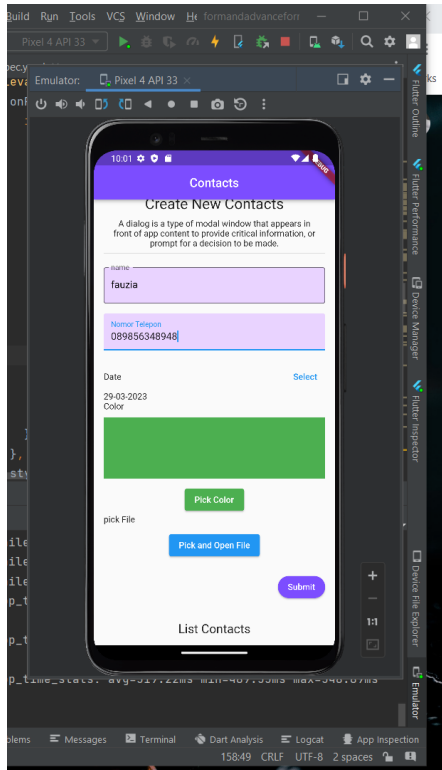 Build Run Tools VCS Window He formandadvancefor
Pixel 4 API 33
Emulator: Pixel 4 API 33
10:01
DEBUG
Contacts
Create New Contacts
A dialog is a type of modal window that appears in
front of app content to provide critical information, or
prompt for a decision to be made.
name
fauzia
Nomor Telepon
089856348948
Date Select
29-03-2023
Color
Pick Color
pick File
Pick and Open File
Submit
List Contacts
1:1
Flutter Outline
Flutter Performance
Device Manager
Flutter Inspector
Device File Explorer
Emulator
Messages Terminal Dart Analysis Logcat App Inspection
158:49 CRLF UTF-8 2 spaces